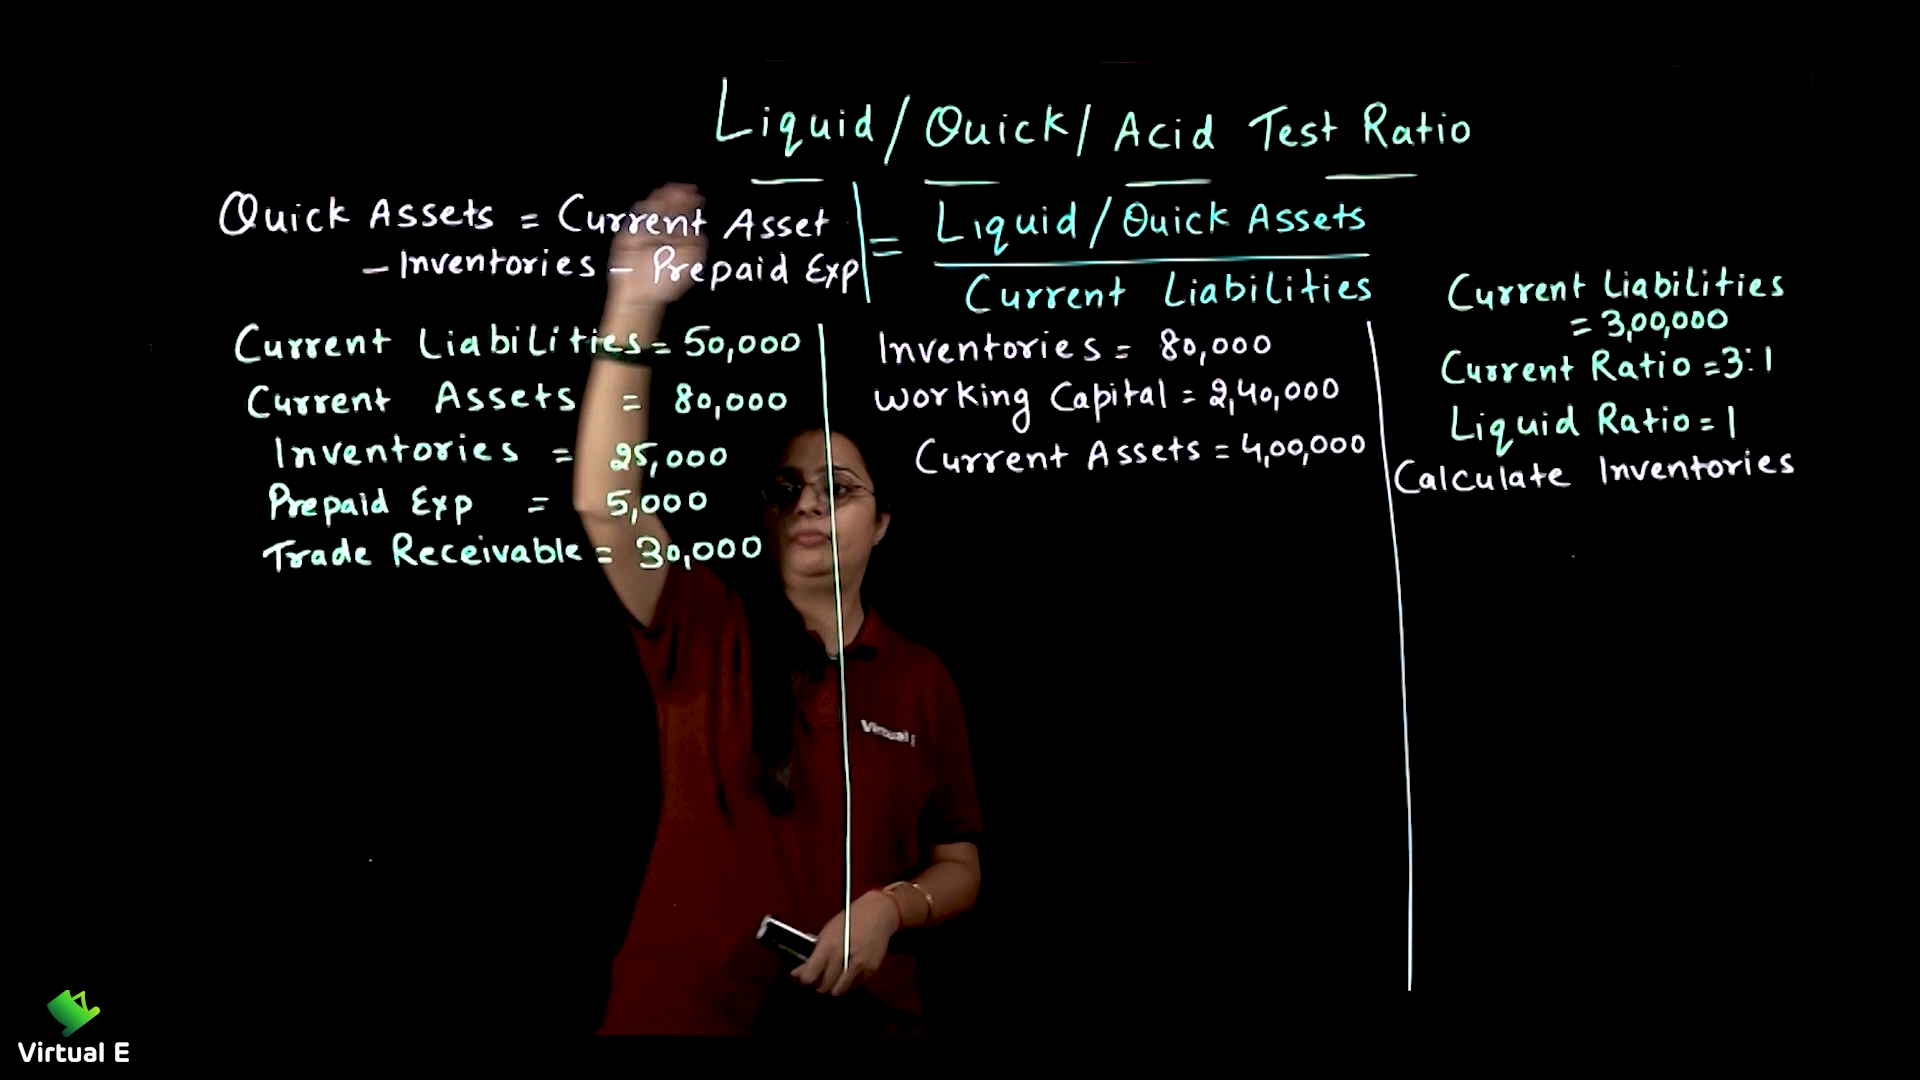 Liquid/Quick/Acid Test Ratio
Quick Assets = Current Asset
- Inventories - Prepaid Exp
= Liquid/Quick Assets
Current Liabilities
Current Liabilities = 50,000
Current Assets = 80,000
Inventories = 25,000
Prepaid Exp = 5,000
Trade Receivable = 30,000
Inventories = 80,000
Working Capital = 2,40,000
Current Assets = 4,00,000
Current Liabilities
= 3,00,000
Current Ratio = 3:1
Liquid Ratio = 1
Calculate Inventories
Virtual E
Virtual E